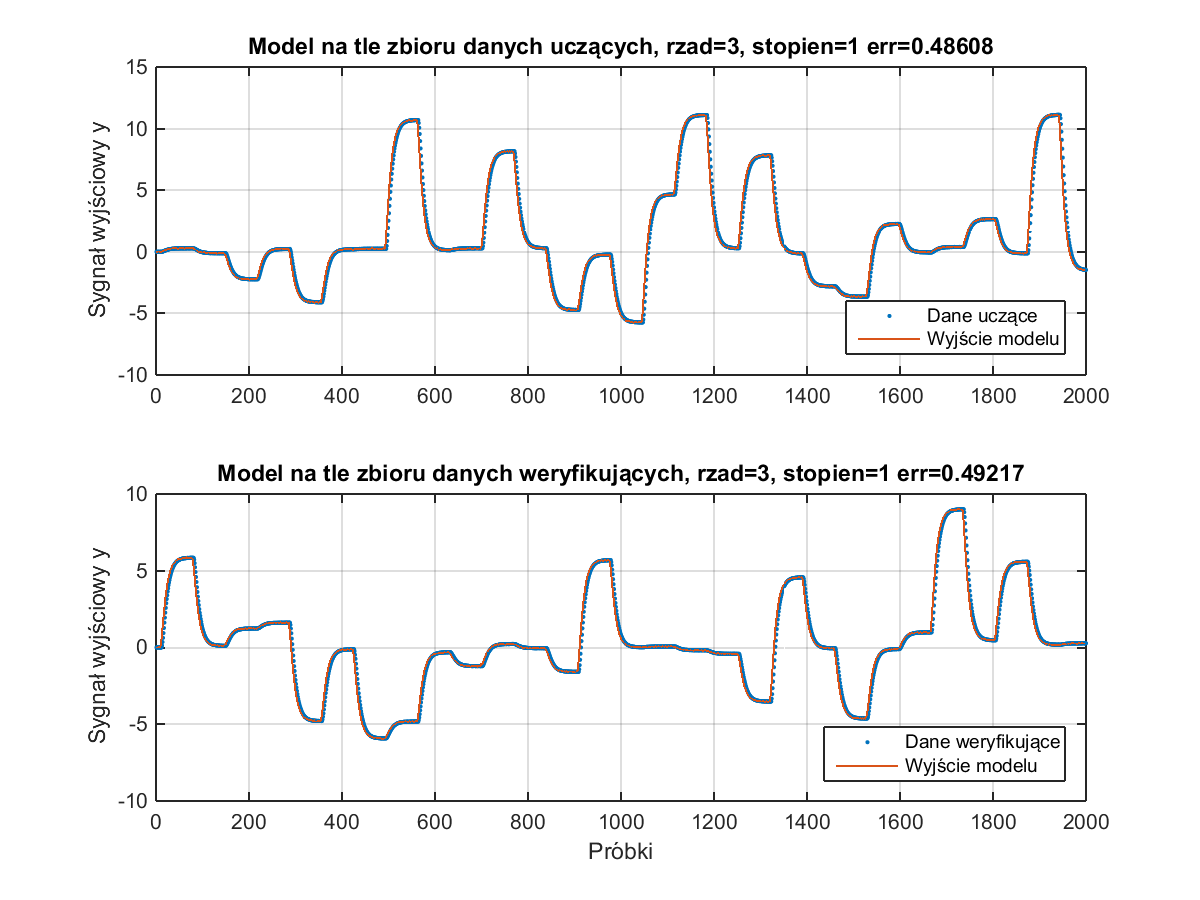 Model na tle zbioru danych uczących, rzad=3, stopien=1 err=0.48608
15
10
5
0
-5
-10
Sygnał wyjściowy y
Dane uczące
Wyjście modelu
0 200 400 600 800 1000 1200 1400 1600 1800 2000
Model na tle zbioru danych weryfikujących, rzad=3, stopien=1 err=0.49217
10
5
0
-5
-10
Sygnał wyjściowy y
Dane weryfikujące
Wyjście modelu
0 200 400 600 800 1000 1200 1400 1600 1800 2000
Próbki